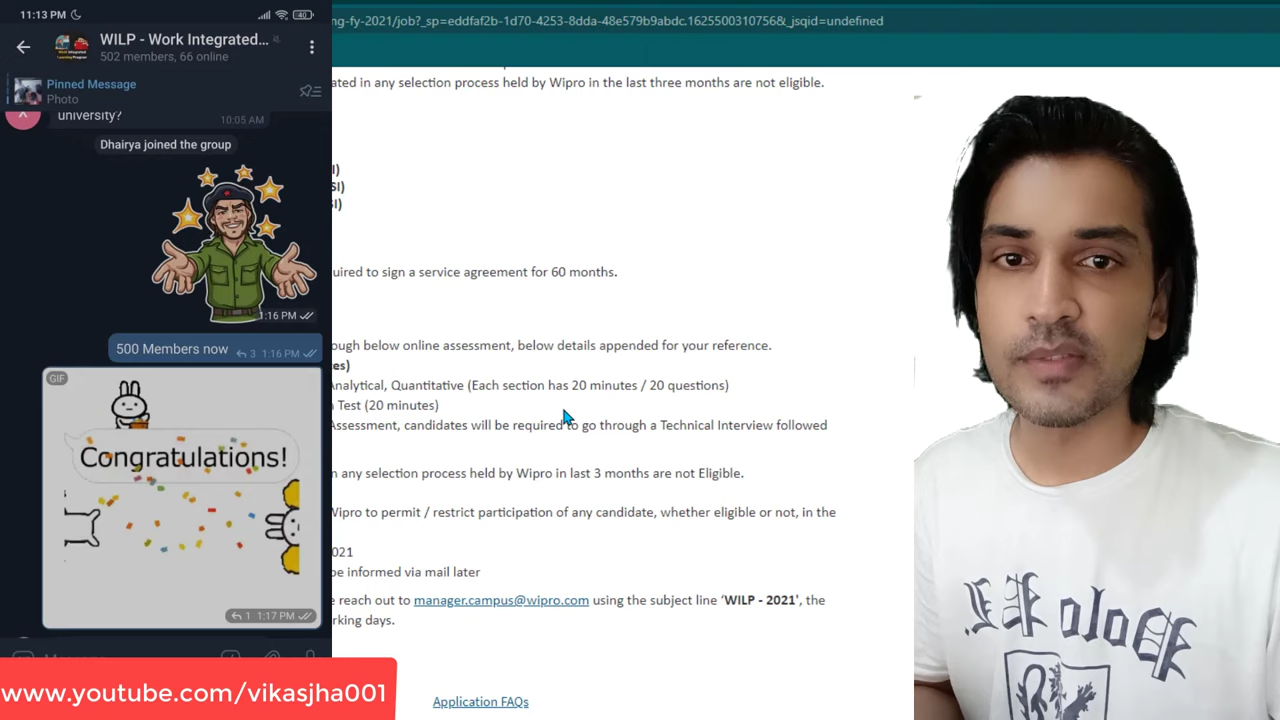 11:13 PM
40
WILP - Work Integrated...
502 members, 66 online
Pinned Message
Photo
university?
10:05 AM
Dhairya joined the group
1:16 PM
500 Members now
3 1:16 PM
GIF
Congratulations!
1 1:17 PM
www.youtube.com/vikasjha001
ng-fy-2021/job?_sp=eddfaf2b-1d70-4253-8dda-48e579b9abdc.1625500310756&_jsqid=undefined
ated in any selection process held by Wipro in the last three months are not eligible.
I)
SI)
I)
uired to sign a service agreement for 60 months.
ough below online assessment, below details appended for your reference.
es)
Analytical, Quantitative (Each section has 20 minutes / 20 questions)
n Test (20 minutes)
Assessment, candidates will be required to go through a Technical Interview followed
n any selection process held by Wipro in last 3 months are not Eligible.
Wipro to permit / restrict participation of any candidate, whether eligible or not, in the
021
be informed via mail later
e reach out to manager.campus@wipro.com using the subject line ‘WILP - 2021’, the
rking days.
Application FAQs
Polo